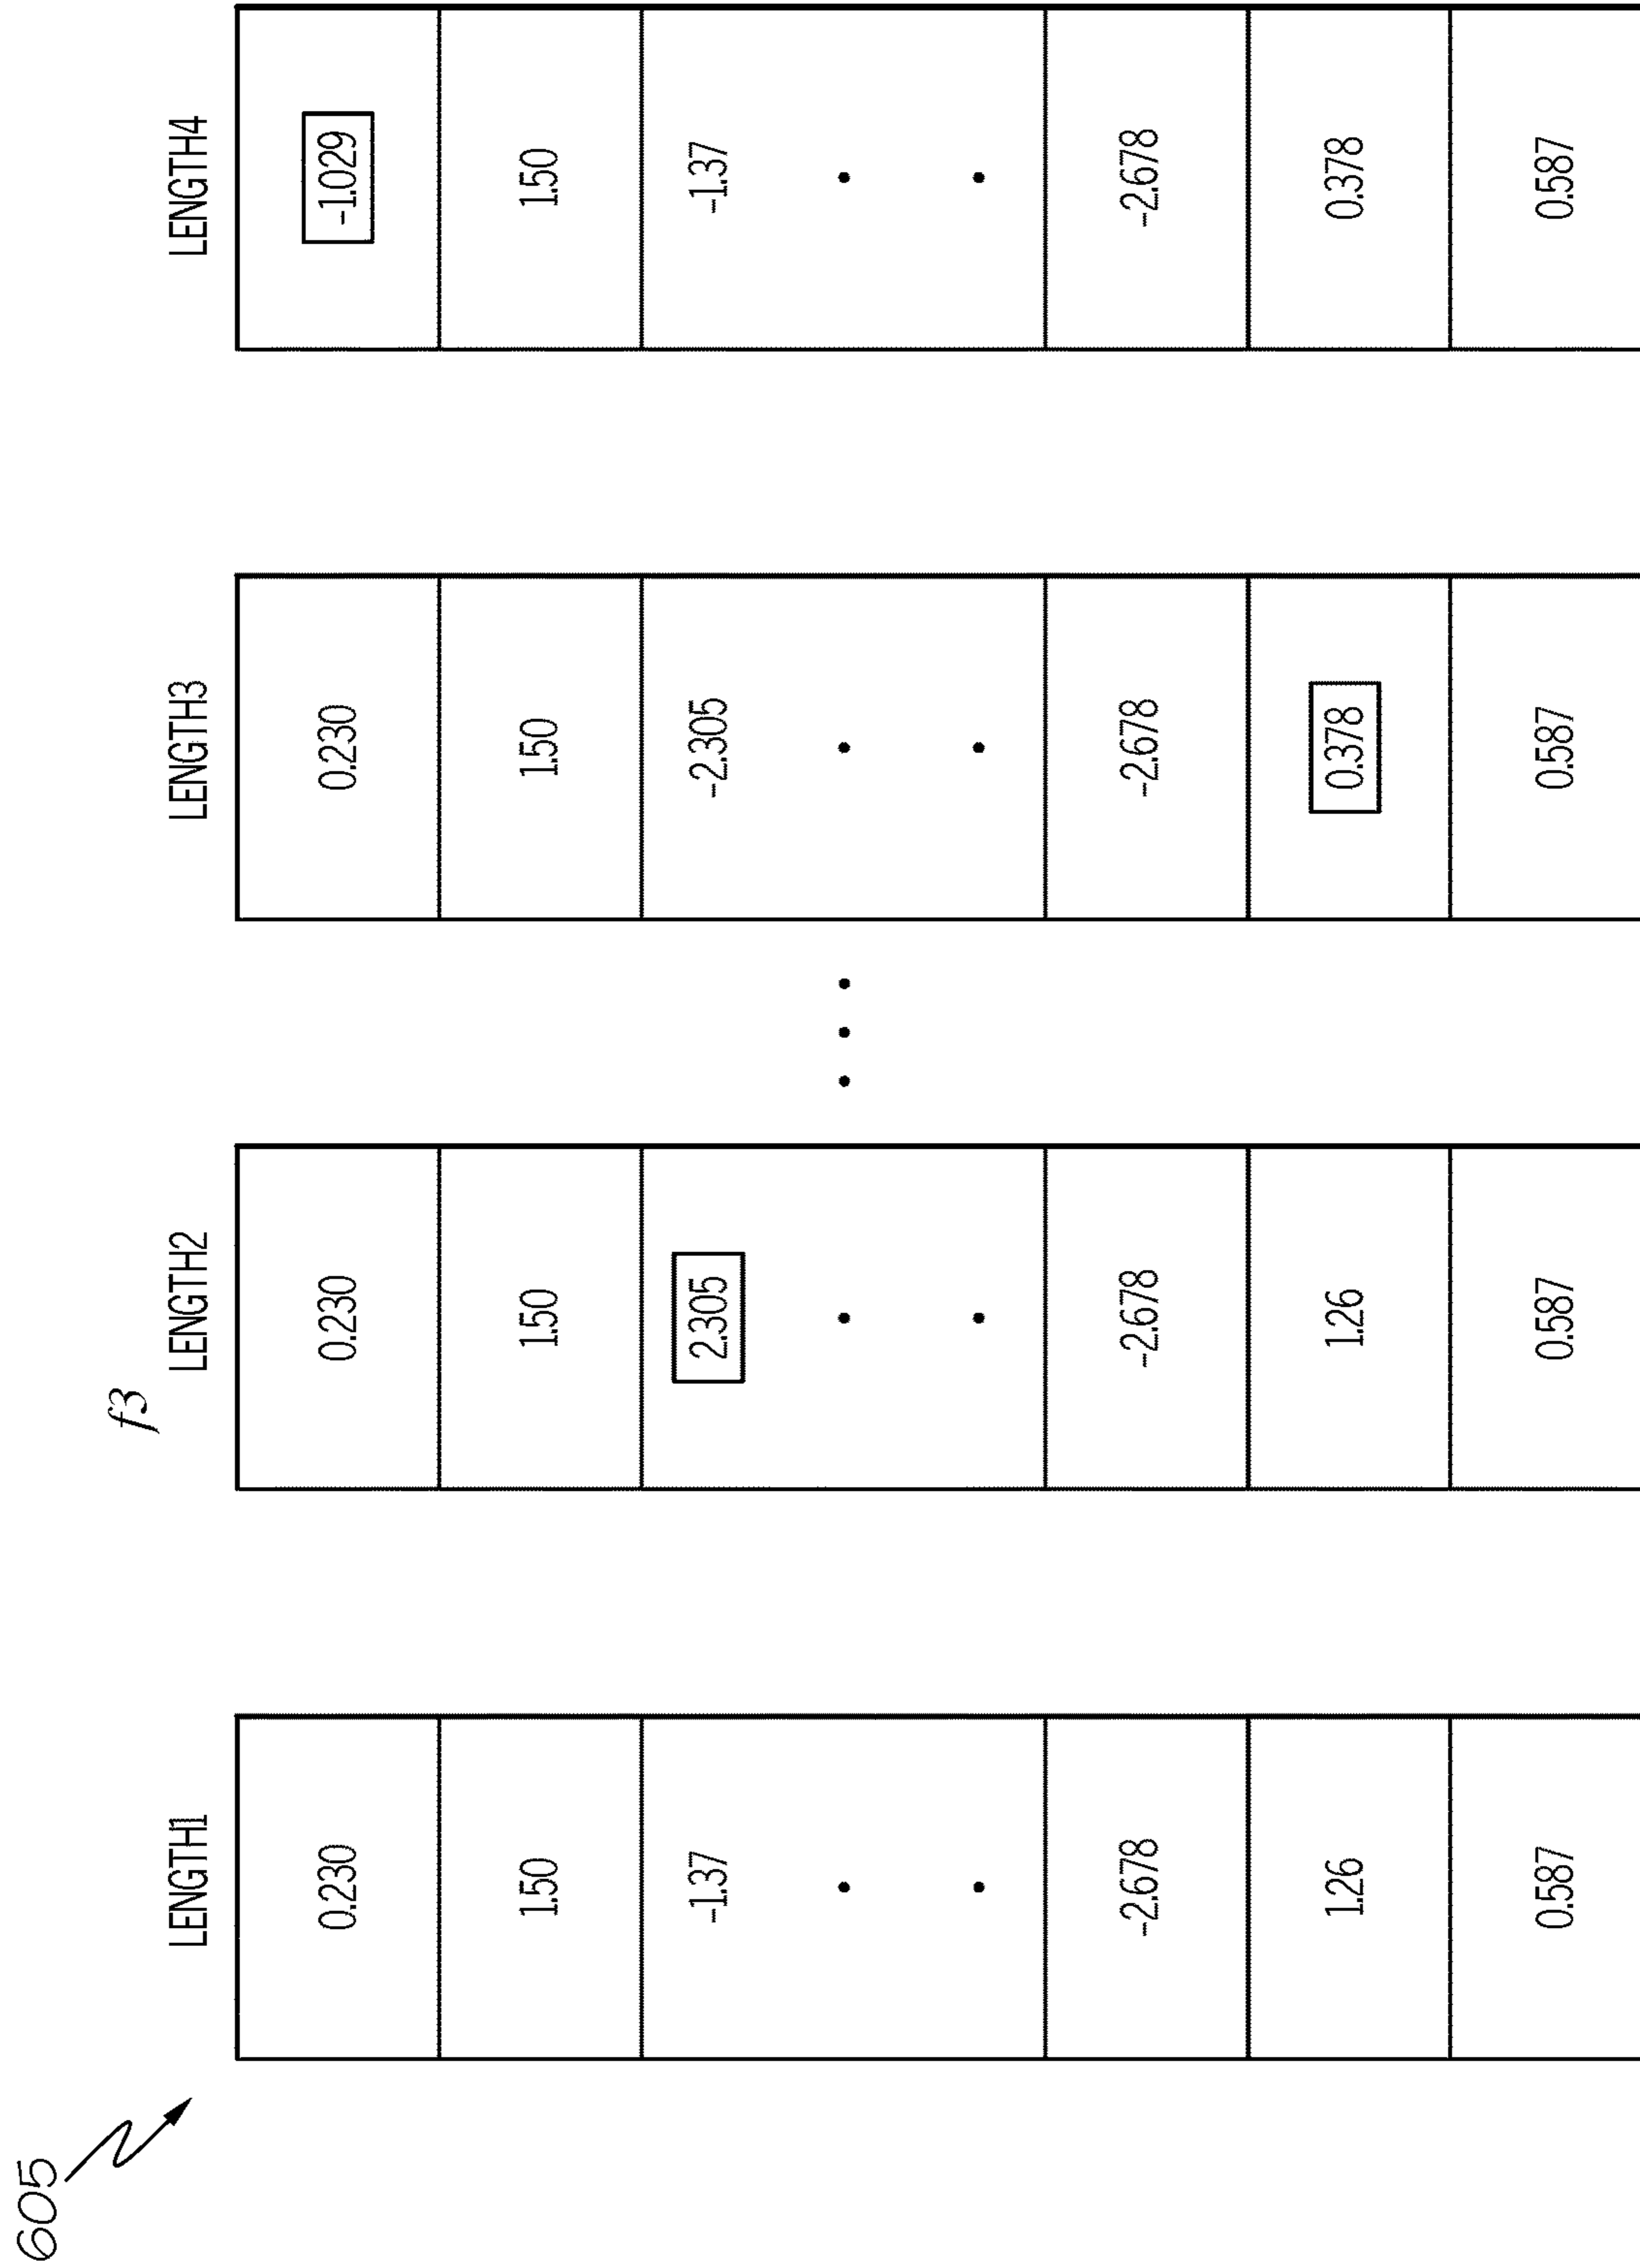 605
f3
LENGTH1 LENGTH2 LENGTH3 LENGTH4
0.230 0.230 0.230 -1.029
1.50 1.50 1.50 1.50
-1.37 2.305 -2.305 -1.37
-2.678 -2.678 -2.678 -2.678
1.26 1.26 0.378 0.378
0.587 0.587 0.587 0.587